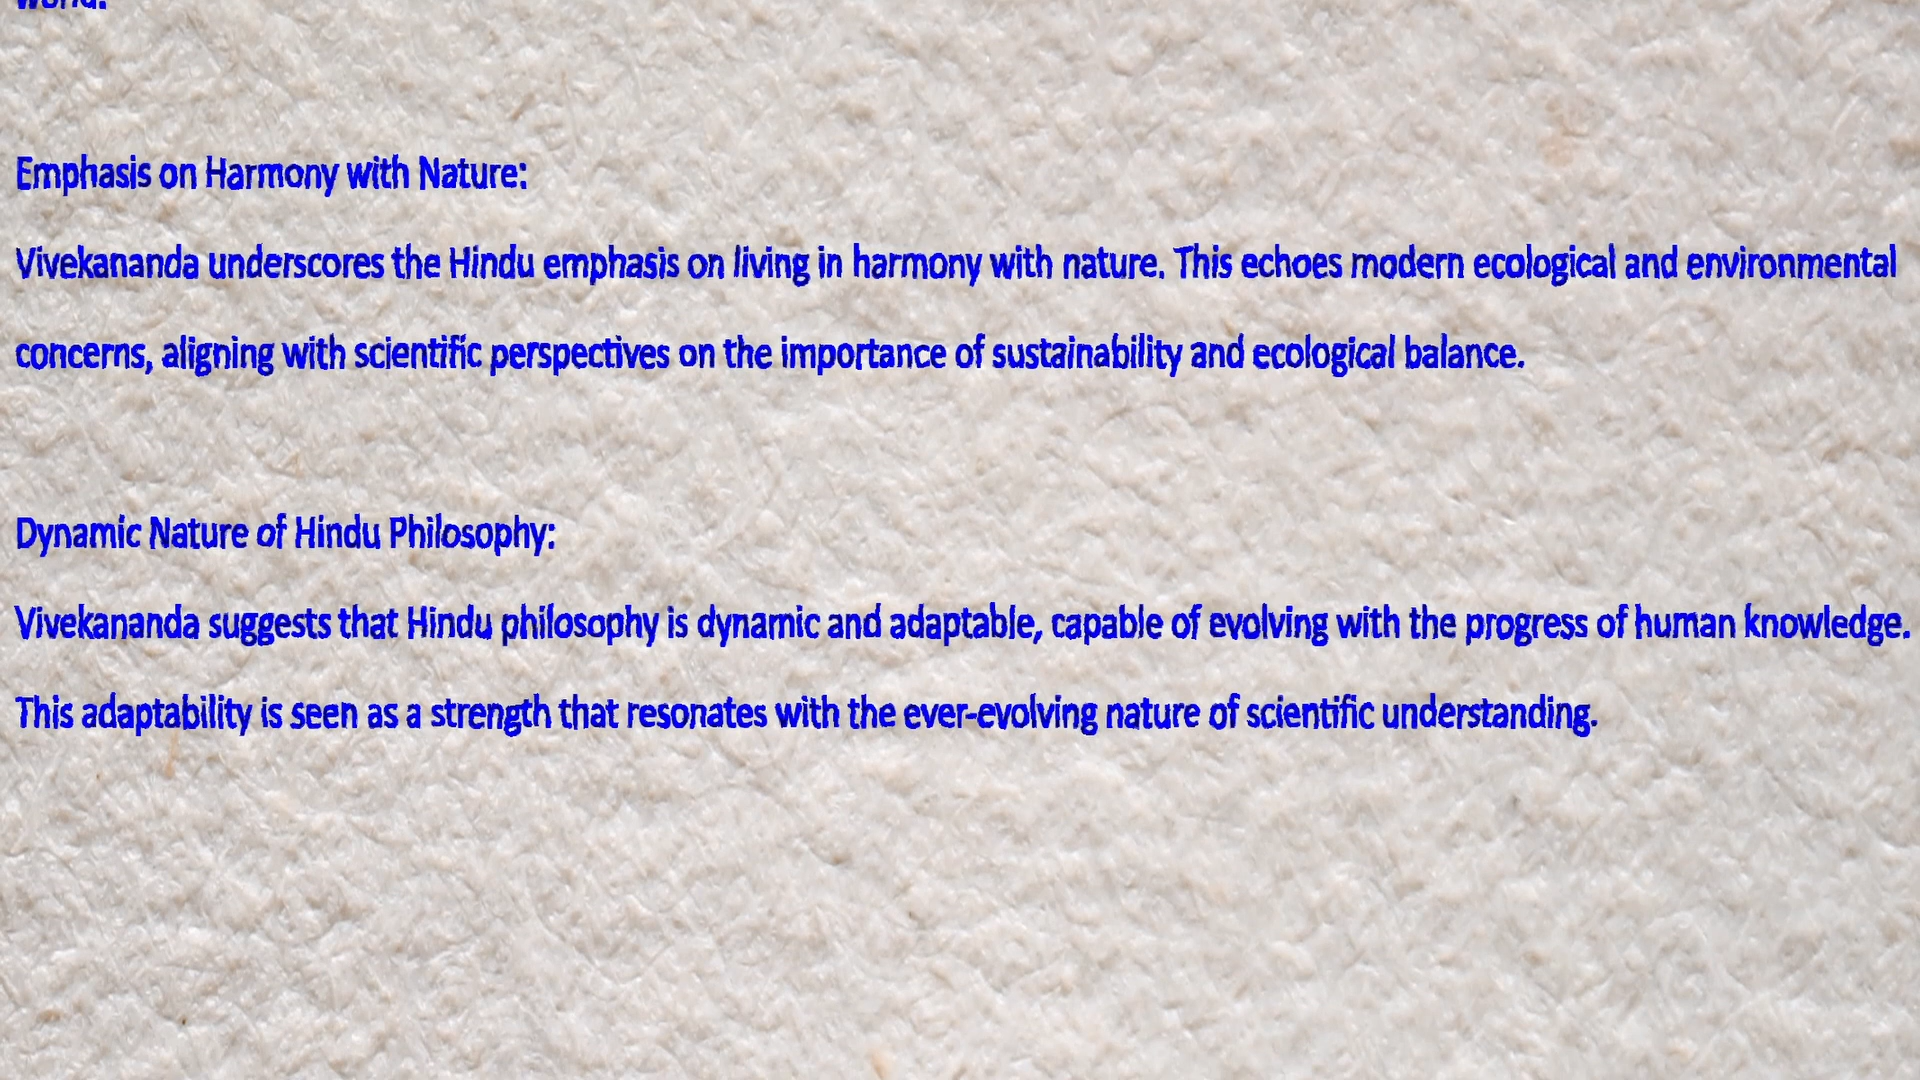 world.
Emphasis on Harmony with Nature:
Vivekananda underscores the Hindu emphasis on living in harmony with nature. This echoes modern ecological and environmental
concerns, aligning with scientific perspectives on the importance of sustainability and ecological balance.
Dynamic Nature of Hindu Philosophy:
Vivekananda suggests that Hindu philosophy is dynamic and adaptable, capable of evolving with the progress of human knowledge.
This adaptability is seen as a strength that resonates with the ever-evolving nature of scientific understanding.